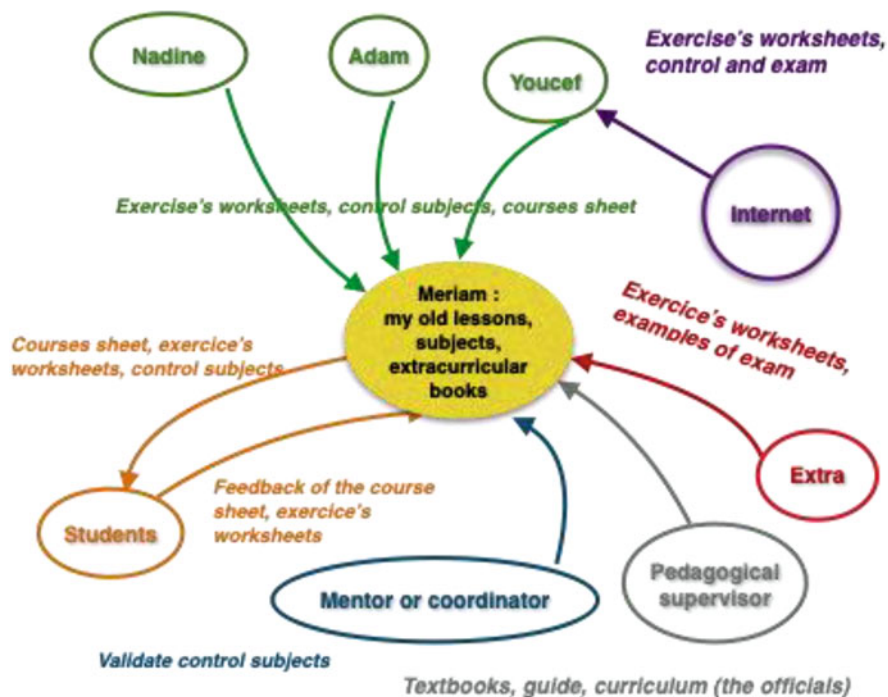 Nadine
Adam
Youcef
Exercise's worksheets,
control and exam
Internet
Exercise's worksheets, control subjects, courses sheet
Meriam :
my old lessons,
subjects,
extracurricular
books
Exercice's worksheets,
examples of exam
Courses sheet, exercice's
worksheets, control subjects
Extra
Feedback of the course
sheet, exercice's
worksheets
Students
Pedagogical
supervisor
Mentor or coordinator
Validate control subjects
Textbooks, guide, curriculum (the officials)